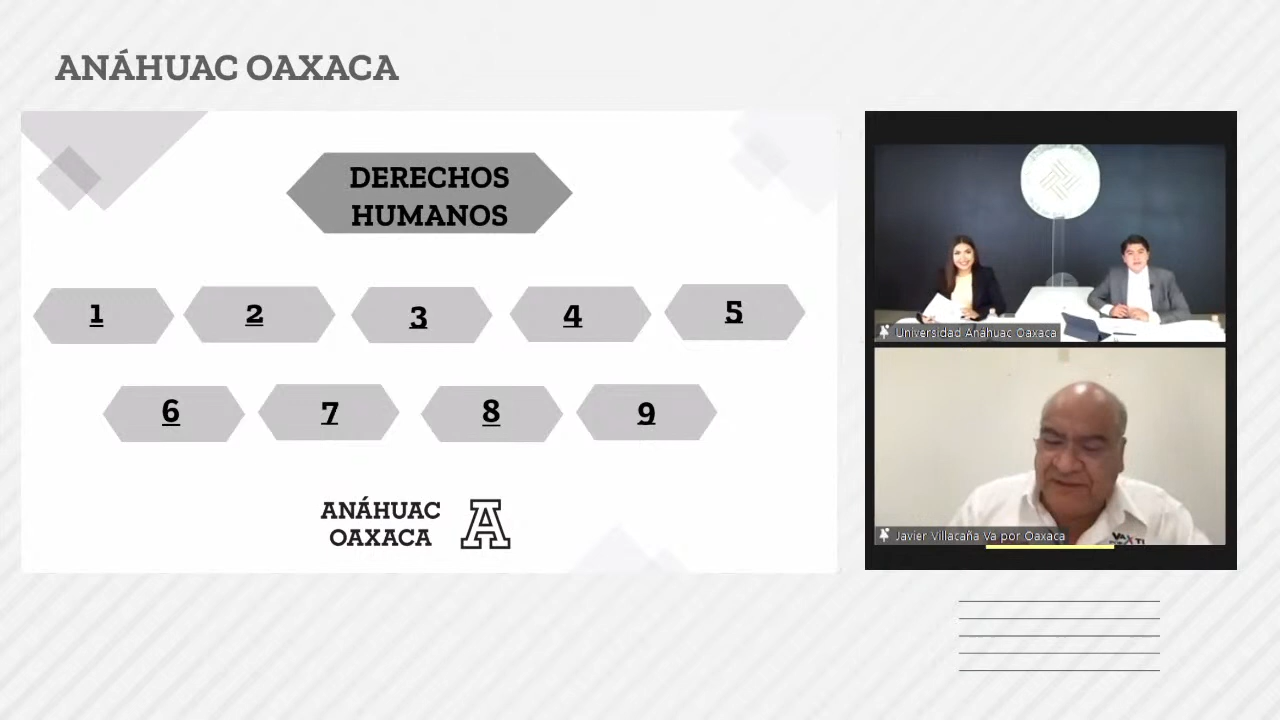 ANÁHUAC OAXACA
DERECHOS
HUMANOS
1
2
3
4
5
6
7
8
9
ANÁHUAC
OAXACA
A
Universidad Anáhuac Oaxaca
Javier Villacaña Va por Oaxaca